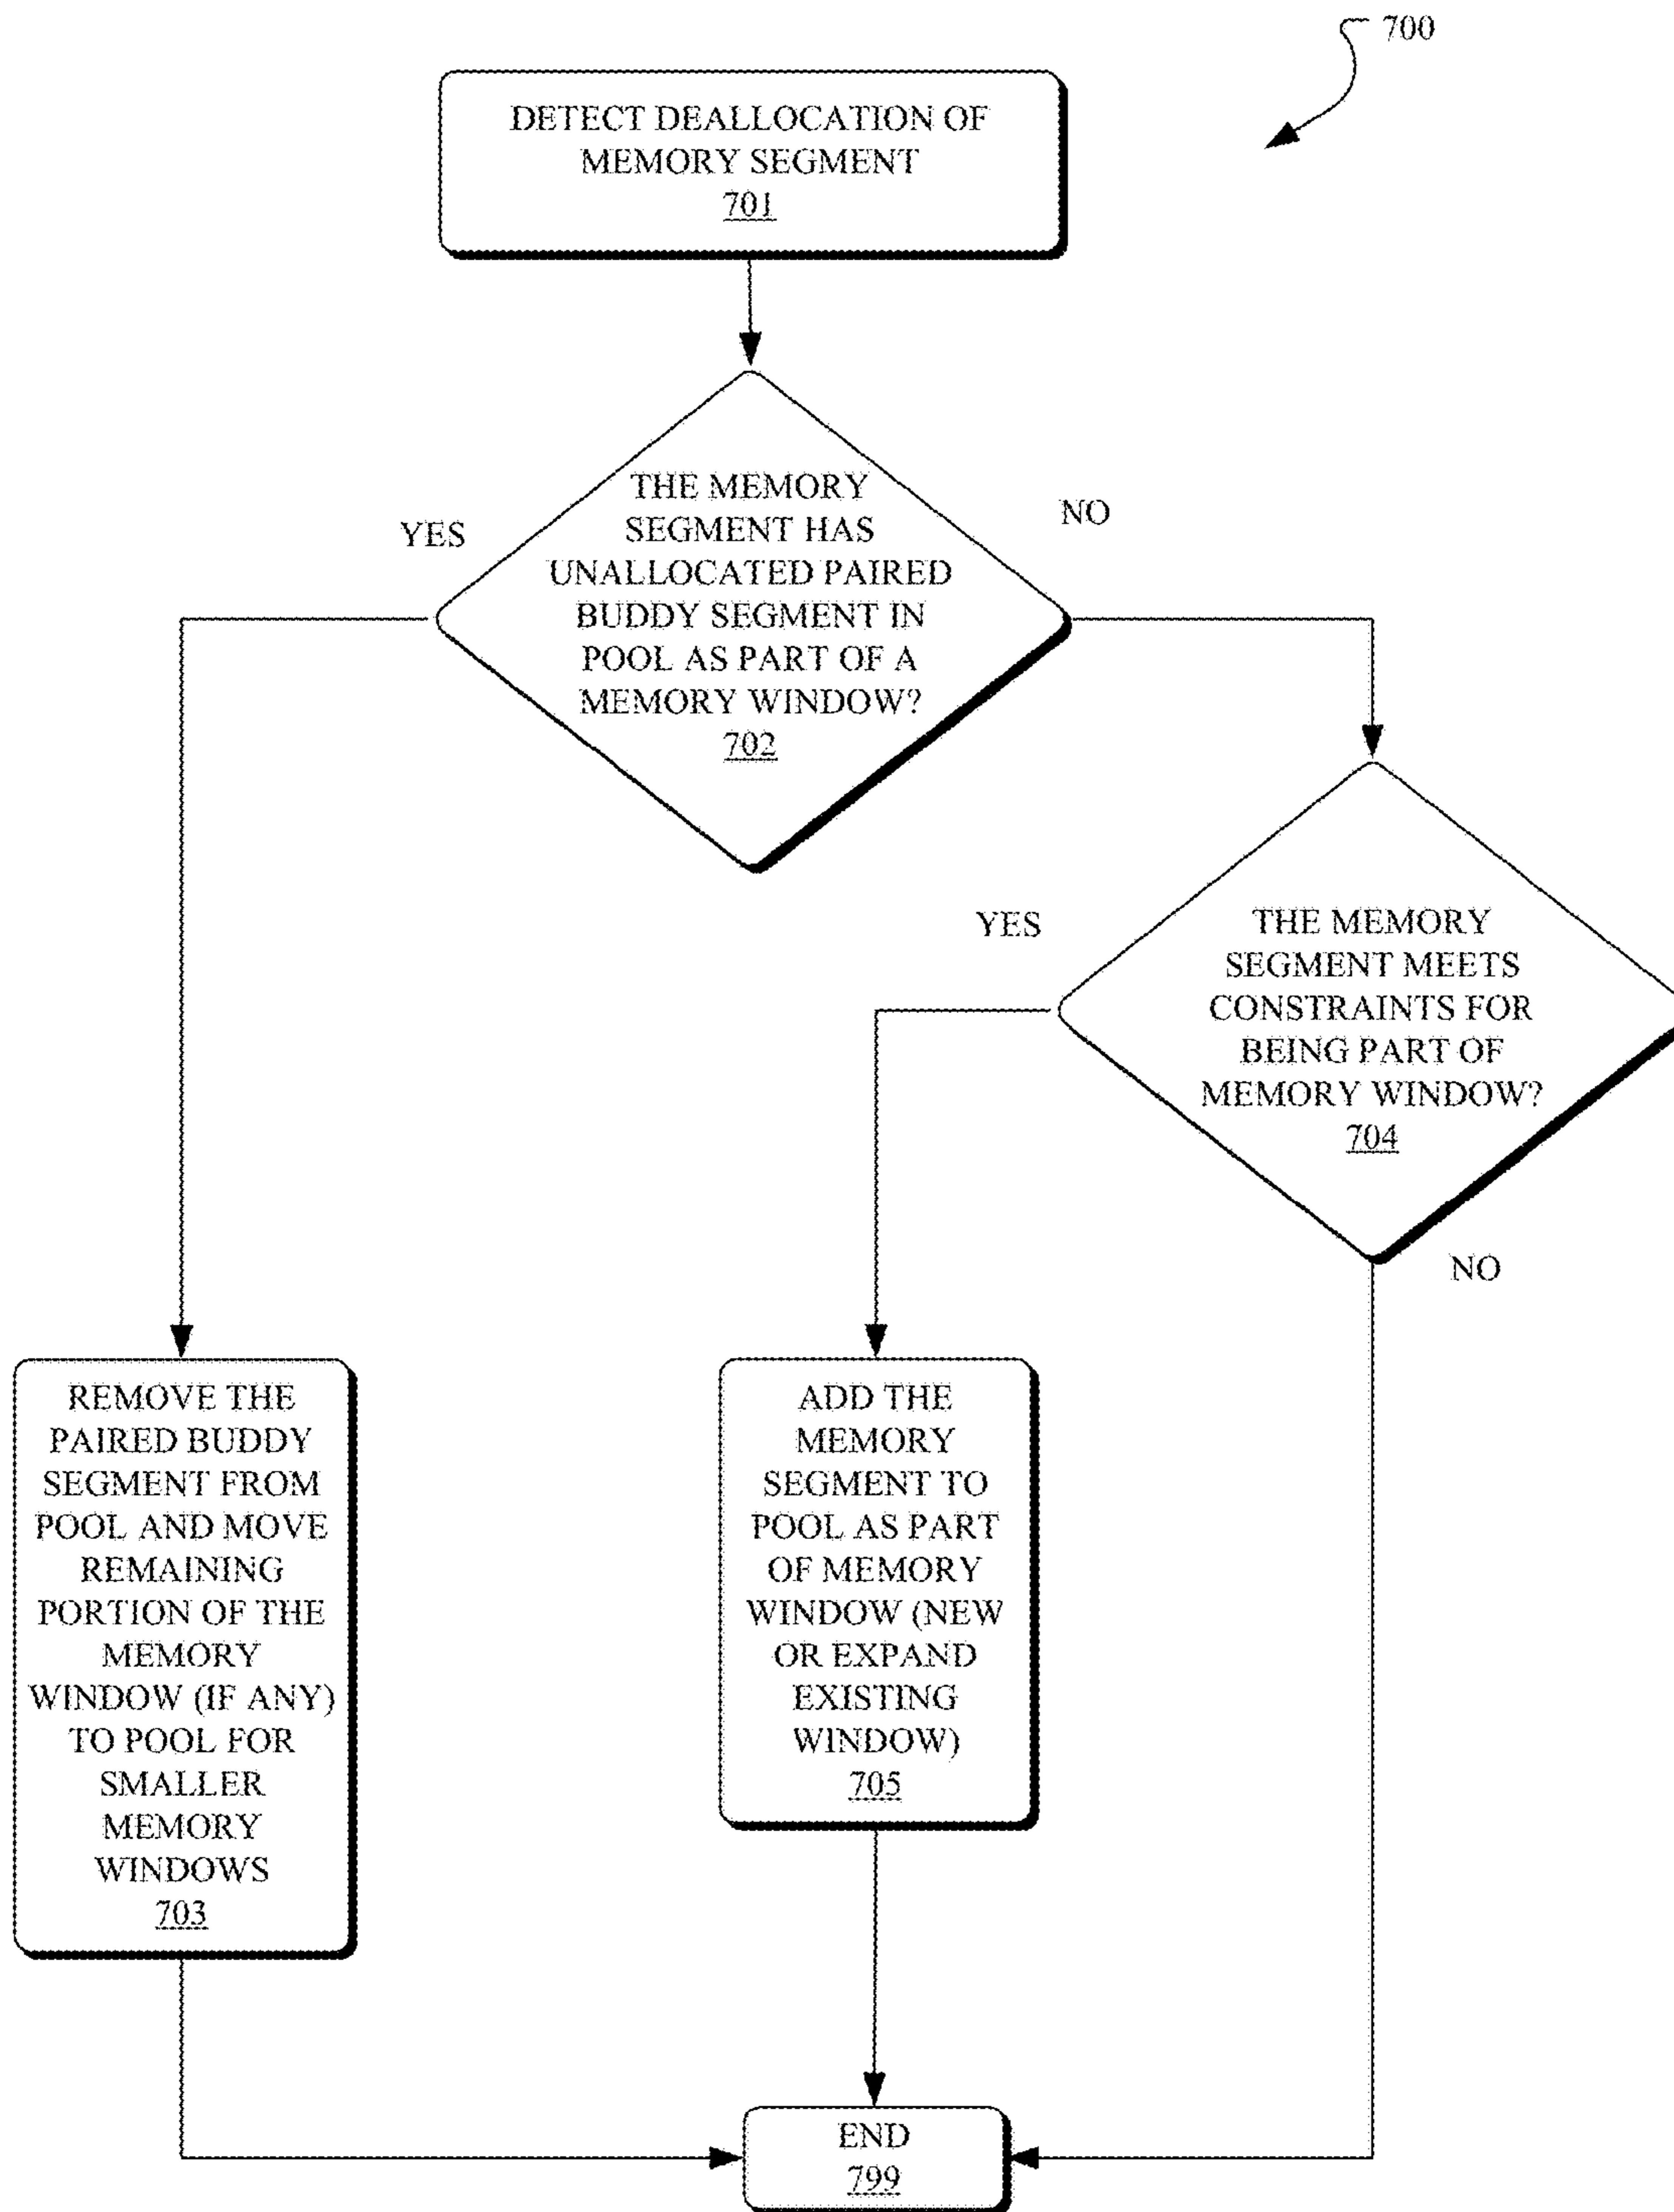 700
DETECT DEALLOCATION OF
MEMORY SEGMENT
701
THE MEMORY
SEGMENT HAS
UNALLOCATED PAIRED
BUDDY SEGMENT IN
POOL AS PART OF A
MEMORY WINDOW?
702
YES
NO
THE MEMORY
SEGMENT MEETS
CONSTRAINTS FOR
BEING PART OF
MEMORY WINDOW?
704
YES
NO
REMOVE THE
PAIRED BUDDY
SEGMENT FROM
POOL AND MOVE
REMAINING
PORTION OF THE
MEMORY
WINDOW (IF ANY)
TO POOL FOR
SMALLER
MEMORY
WINDOWS
703
ADD THE
MEMORY
SEGMENT TO
POOL AS PART
OF MEMORY
WINDOW (NEW
OR EXPAND
EXISTING
WINDOW)
705
END
799